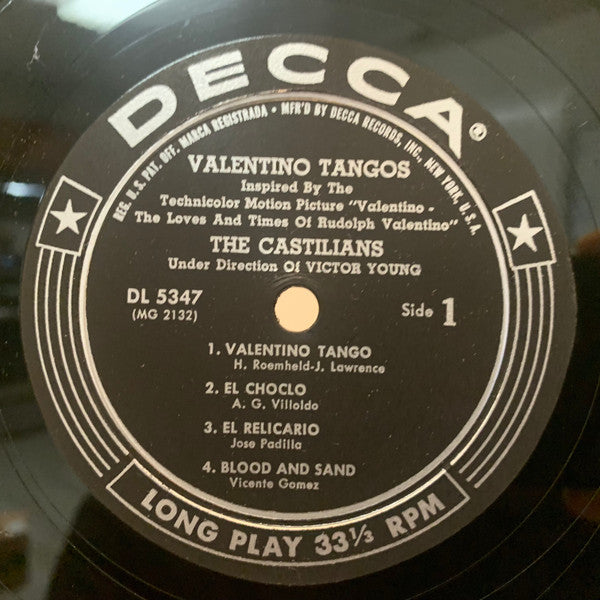 DECCA®
REG. U.S. PAT. OFF. MARCA REGISTRADA • MFR'D BY DECCA RECORDS, INC., NEW YORK, U.S.A.
VALENTINO TANGOS
Inspired By The
Technicolor Motion Picture "Valentino -
The Loves And Times Of Rudolph Valentino"
THE CASTILIANS
Under Direction Of VICTOR YOUNG
DL 5347
(MG 2132)
Side 1
1. VALENTINO TANGO
H. Roemheld-J. Lawrence
2. EL CHOCLO
A. G. Villoldo
3. EL RELICARIO
Jose Padilla
4. BLOOD AND SAND
Vicente Gomez
LONG PLAY 33⅓ RPM